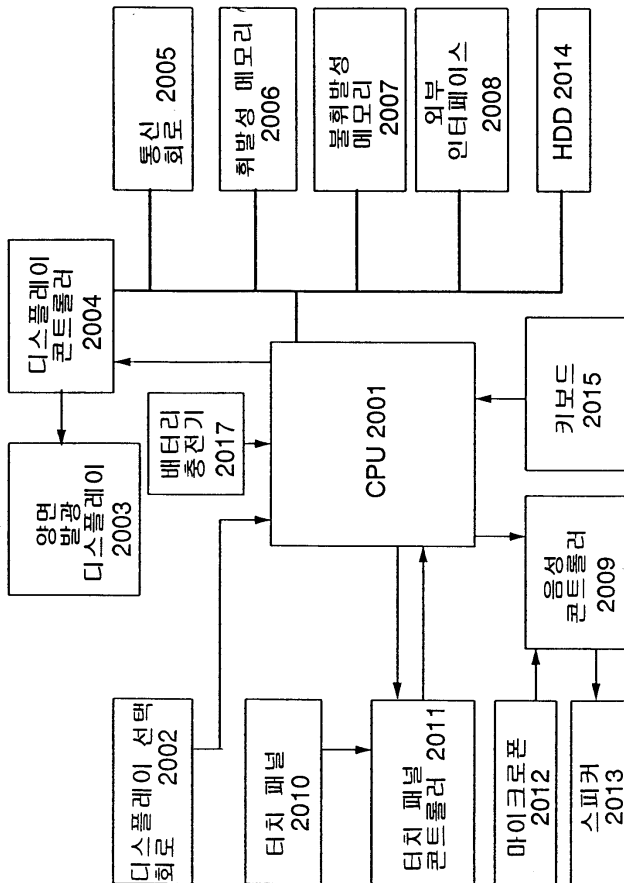 양면
발광
디스플레이
2003
디스플레이
콘트롤러
2004
디스플레이 선택
회로 2002
배터리
충전기
2017
통신
회로 2005
터치 패널
2010
휘발성 메모리
2006
CPU 2001
불휘발성
메모리
2007
터치 패널
콘트롤러 2011
외부
인터페이스
2008
마이크로폰
2012
음성
콘트롤러
2009
키보드
2015
HDD 2014
스피커
2013